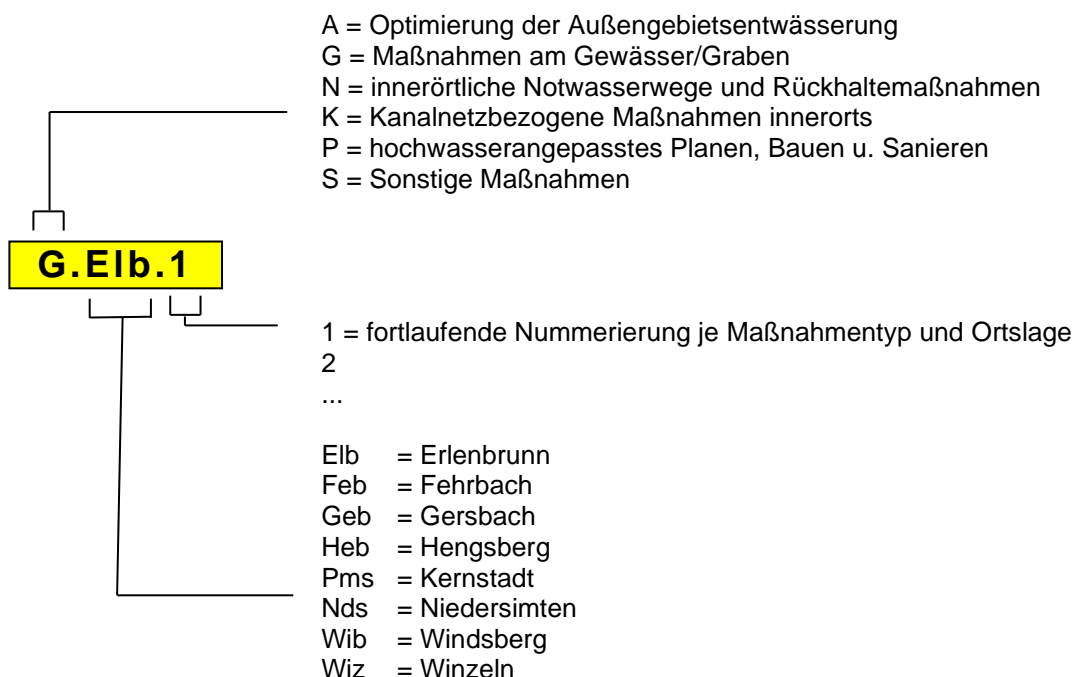 A = Optimierung der Außengebietsentwässerung
G = Maßnahmen am Gewässer/Graben
N = innerörtliche Notwasserwege und Rückhaltemaßnahmen
K = Kanalnetzbezogene Maßnahmen innerorts
P = hochwasserangepasstes Planen, Bauen u. Sanieren
S = Sonstige Maßnahmen
G.Elb.1
1 = fortlaufende Nummerierung je Maßnahmentyp und Ortslage
2
...
Elb = Erlenbrunn
Feb = Fehrbach
Geb = Gersbach
Heb = Hengsberg
Pms = Kernstadt
Nds = Niedersimten
Wib = Windsberg
Wiz = Winzeln